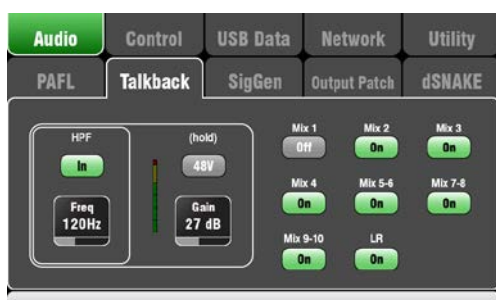 Audio Control USB Data Network Utility
PAFL Talkback SigGen Output Patch dSNAKE
HPF (hold) Mix 1 Mix 2 Mix 3
In 48V Off On On
Mix 4 Mix 5-6 Mix 7-8
Freq Gain On On On
120Hz 27 dB
Mix 9-10 LR
On On